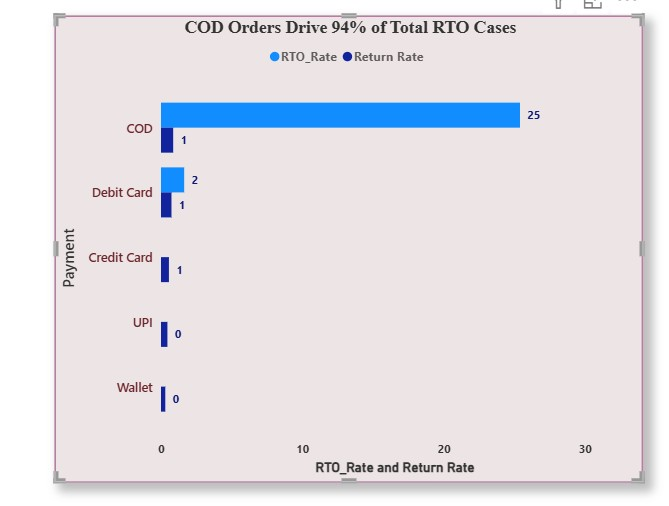 COD Orders Drive 94% of Total RTO Cases
RTO_Rate Return Rate
COD
25
1
Debit Card
2
1
Credit Card
1
UPI
0
Wallet
0
Payment
0 10 20 30
RTO_Rate and Return Rate